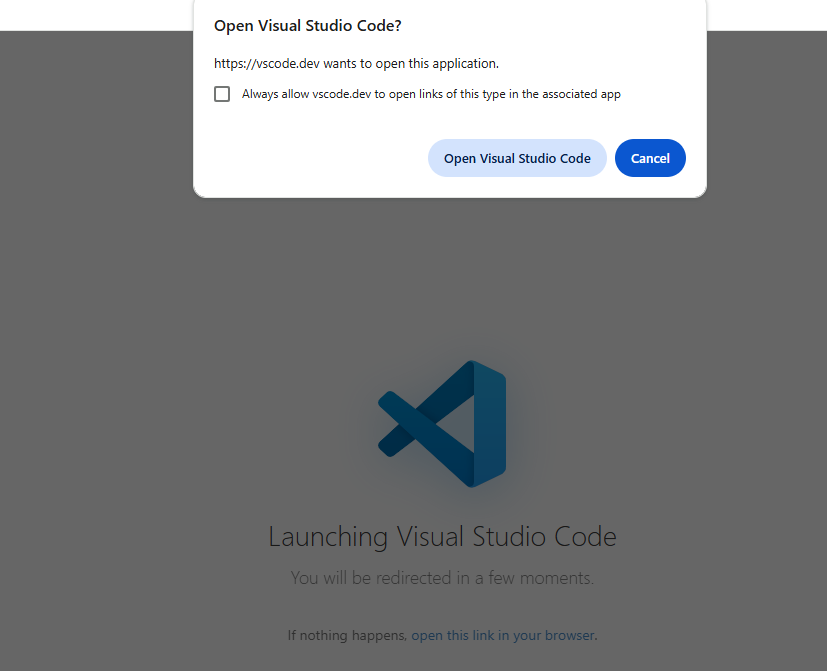 Open Visual Studio Code?
https://vscode.dev wants to open this application.
Always allow vscode.dev to open links of this type in the associated app
Open Visual Studio Code
Cancel
Launching Visual Studio Code
You will be redirected in a few moments.
If nothing happens, open this link in your browser.